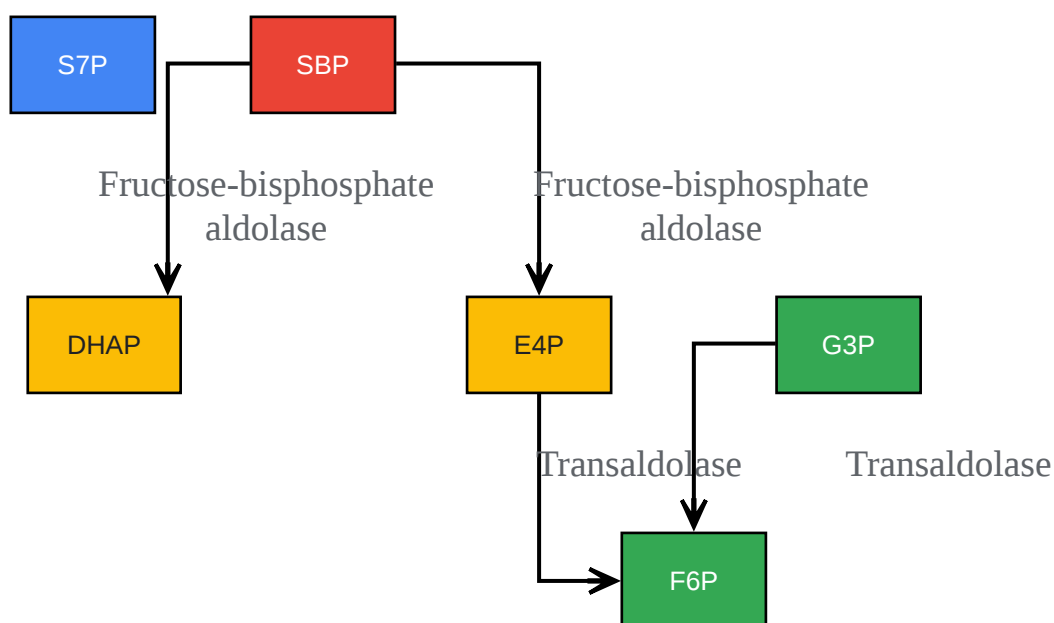 S7P
SBP
Fructose-bisphosphate
aldolase
Fructose-bisphosphate
aldolase
DHAP
E4P
G3P
Transaldolase
Transaldolase
F6P